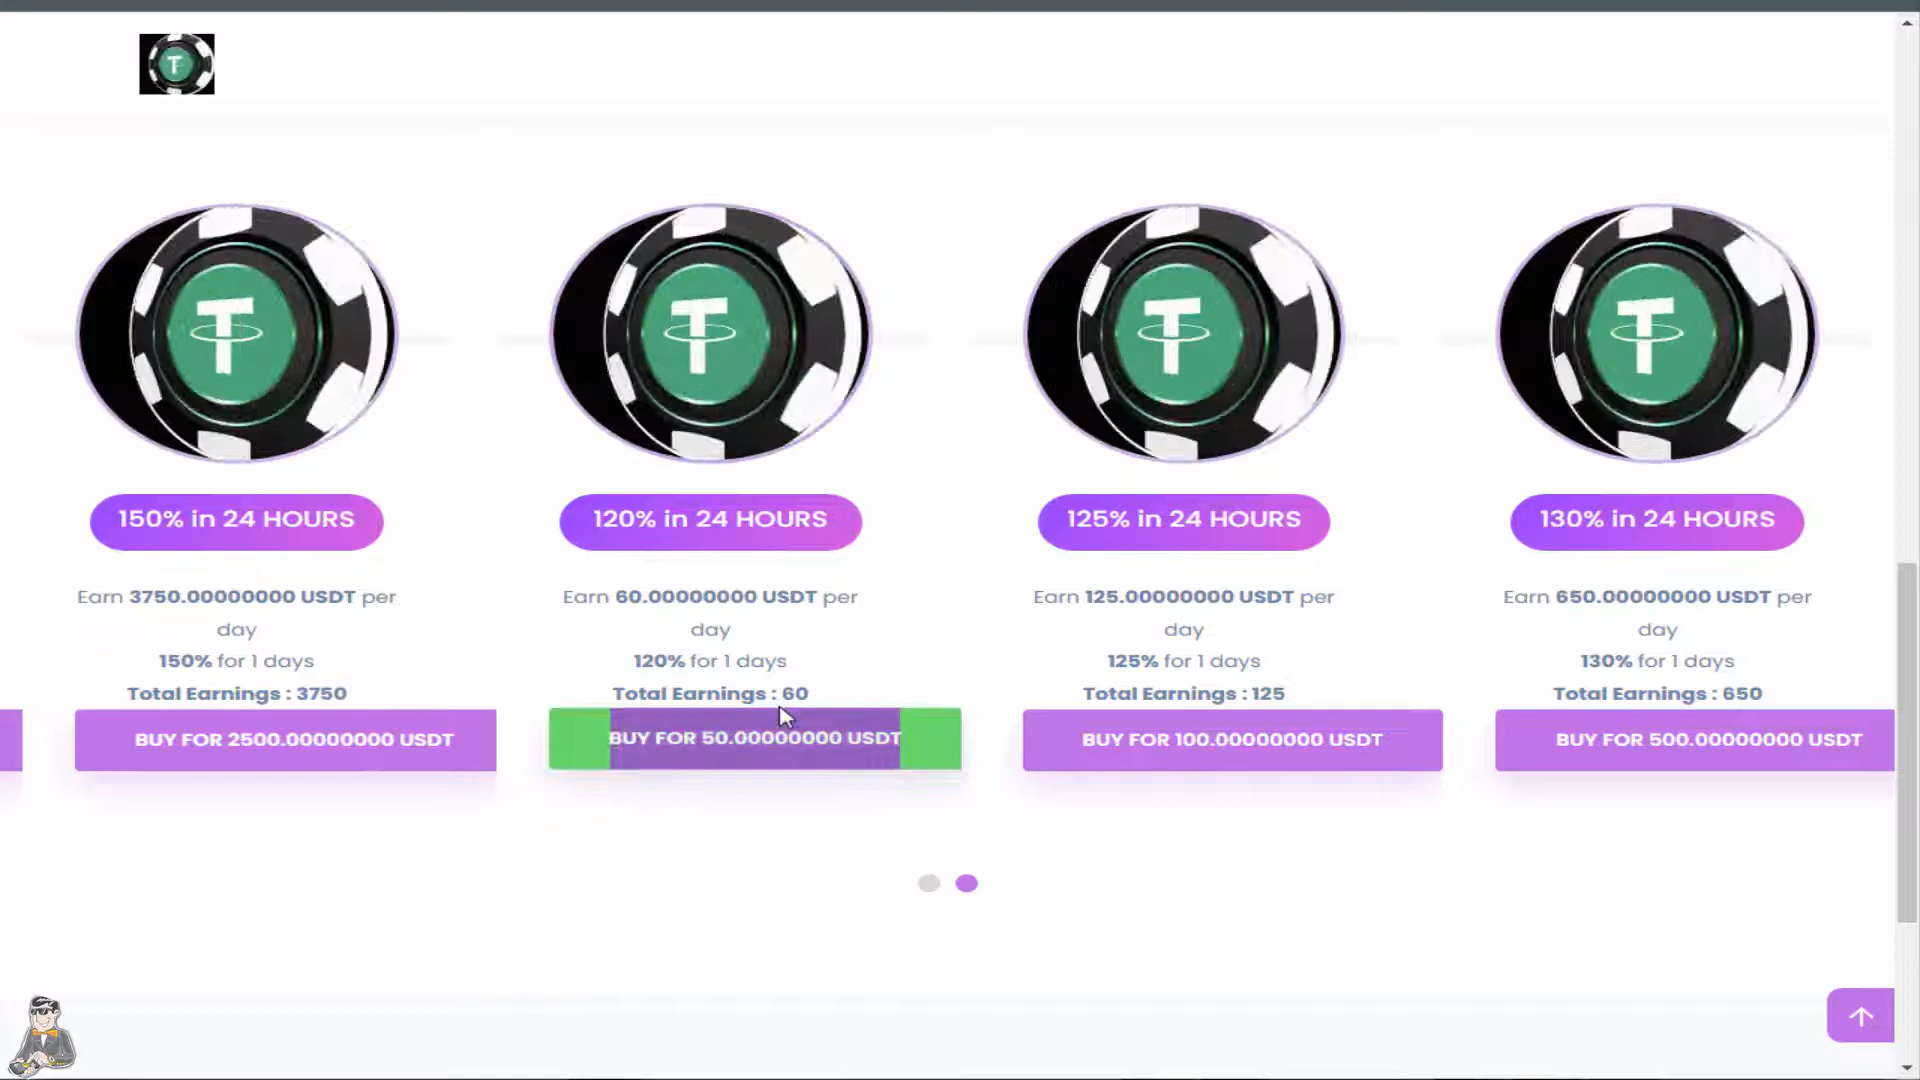 150% in 24 HOURS
Earn 3750.00000000 USDT per
day
150% for 1 days
Total Earnings : 3750
BUY FOR 2500.00000000 USDT
120% in 24 HOURS
Earn 60.00000000 USDT per
day
120% for 1 days
Total Earnings : 60
BUY FOR 50.00000000 USDT
125% in 24 HOURS
Earn 125.00000000 USDT per
day
125% for 1 days
Total Earnings : 125
BUY FOR 100.00000000 USDT
130% in 24 HOURS
Earn 650.00000000 USDT per
day
130% for 1 days
Total Earnings : 650
BUY FOR 500.00000000 USDT